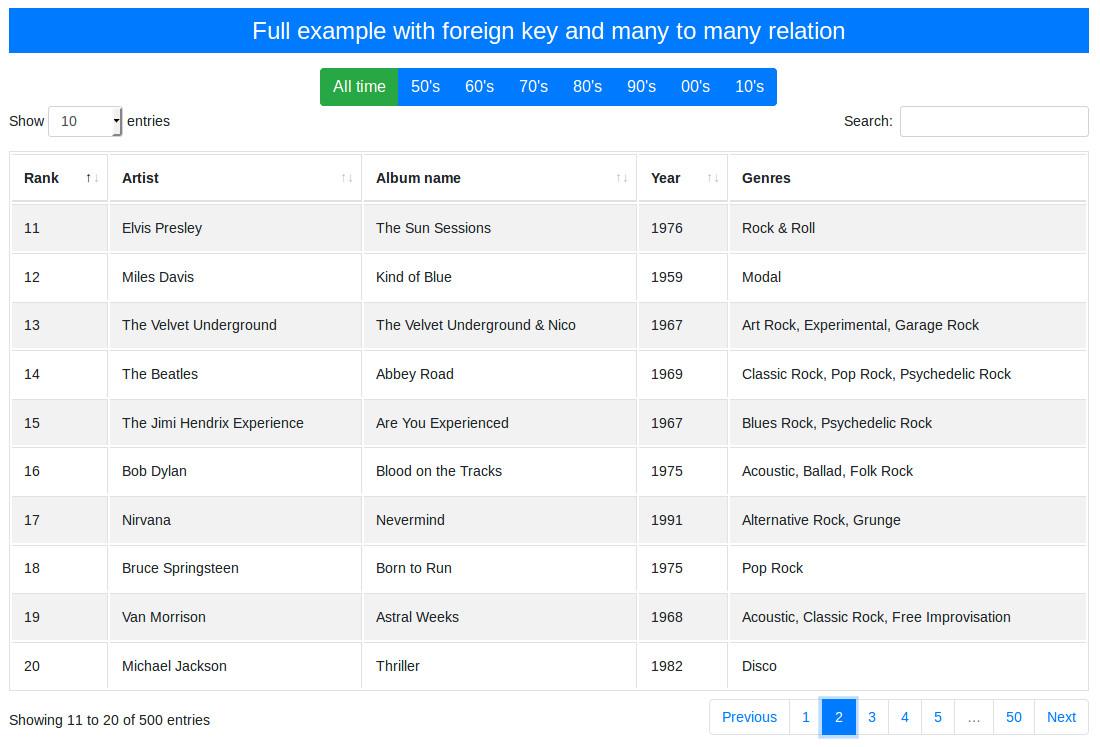 Full example with foreign key and many to many relation
All time 50's 60's 70's 80's 90's 00's 10's
Show 10 entries Search:
Rank ↑↓ Artist ↑↓ Album name ↑↓ Year ↑↓ Genres
11 Elvis Presley The Sun Sessions 1976 Rock & Roll
12 Miles Davis Kind of Blue 1959 Modal
13 The Velvet Underground The Velvet Underground & Nico 1967 Art Rock, Experimental, Garage Rock
14 The Beatles Abbey Road 1969 Classic Rock, Pop Rock, Psychedelic Rock
15 The Jimi Hendrix Experience Are You Experienced 1967 Blues Rock, Psychedelic Rock
16 Bob Dylan Blood on the Tracks 1975 Acoustic, Ballad, Folk Rock
17 Nirvana Nevermind 1991 Alternative Rock, Grunge
18 Bruce Springsteen Born to Run 1975 Pop Rock
19 Van Morrison Astral Weeks 1968 Acoustic, Classic Rock, Free Improvisation
20 Michael Jackson Thriller 1982 Disco
Showing 11 to 20 of 500 entries Previous 1 2 3 4 5 … 50 Next